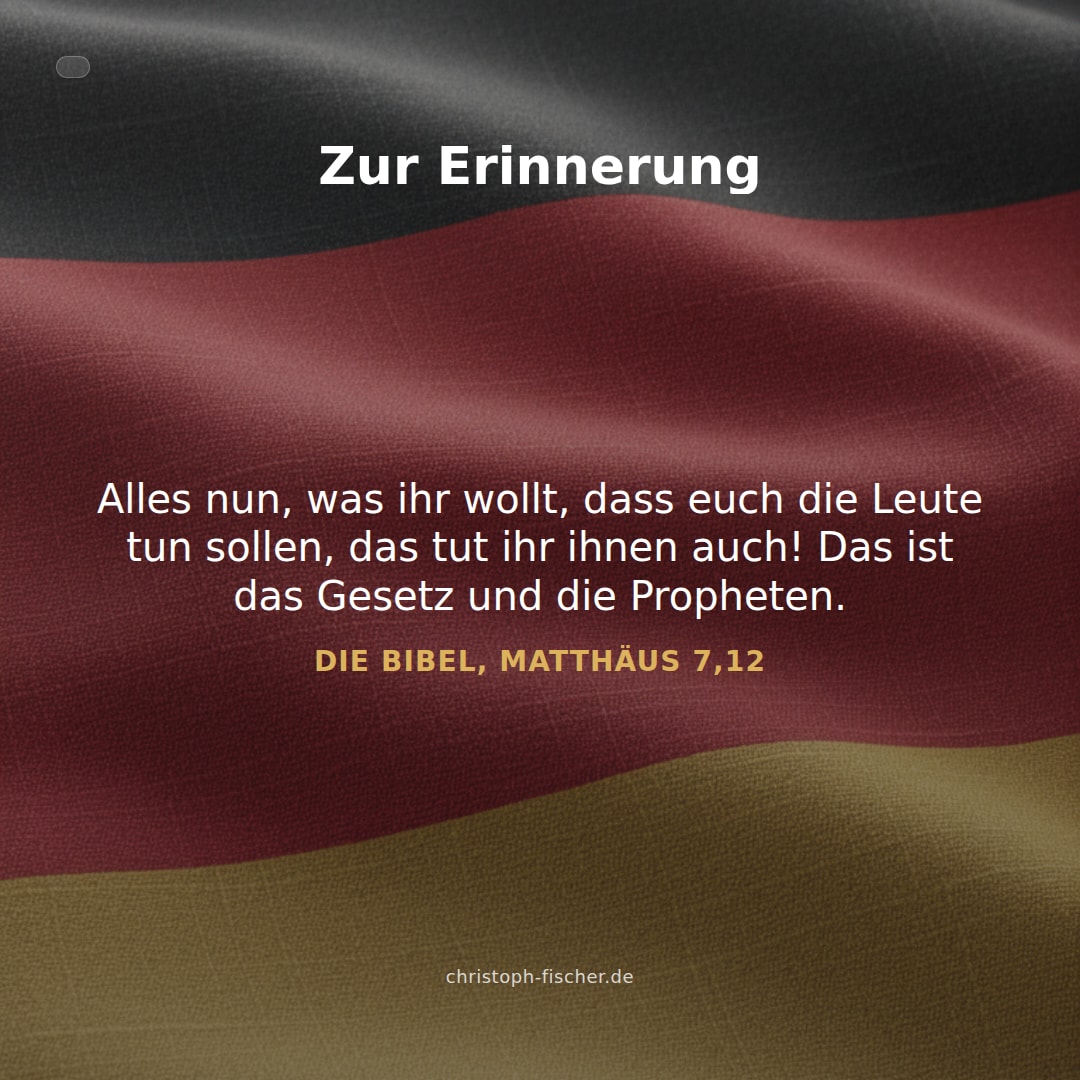 Zur Erinnerung
Alles nun, was ihr wollt, dass euch die Leute
tun sollen, das tut ihr ihnen auch! Das ist
das Gesetz und die Propheten.
DIE BIBEL, MATTHÄUS 7,12
christoph-fischer.de